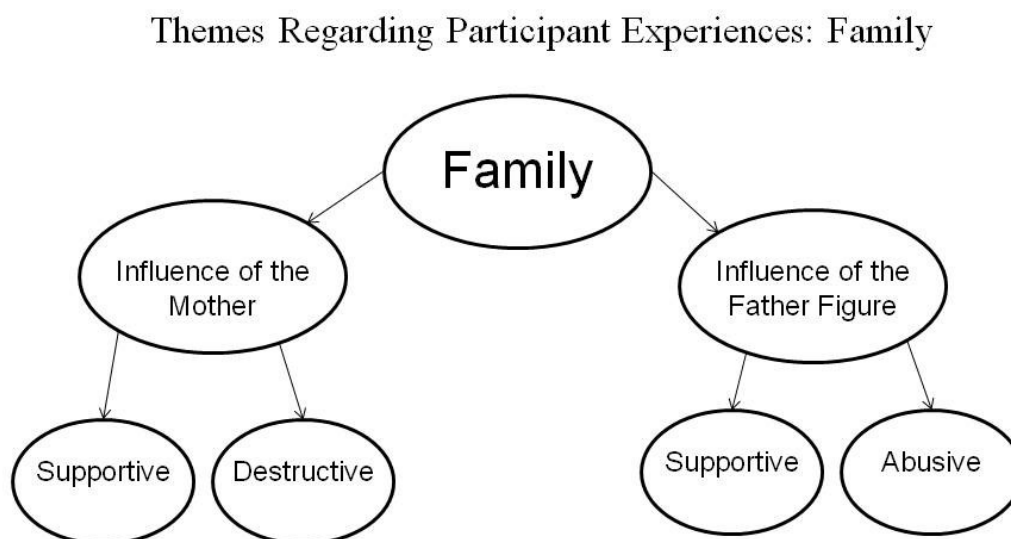 Themes Regarding Participant Experiences: Family
Family
Influence of the
Mother
Influence of the
Father Figure
Supportive
Destructive
Supportive
Abusive